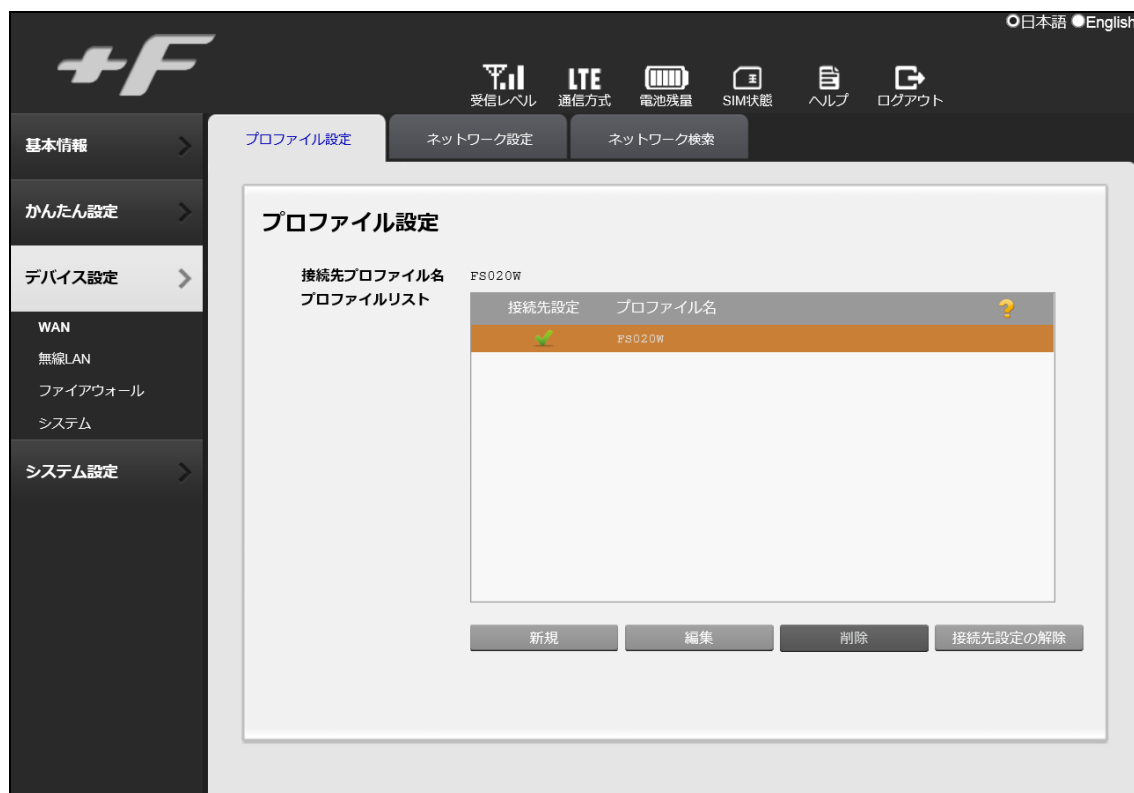 日本語 English
+F
受信レベル LTE 通信方式 電池残量 SIM状態 ヘルプ ログアウト
基本情報
かんたん設定
デバイス設定
WAN
無線LAN
ファイアウォール
システム
システム設定
プロファイル設定 ネットワーク設定 ネットワーク検索
プロファイル設定
接続先プロファイル名 FS020W
プロファイルリスト
接続先設定 プロファイル名 ?
FS020W
新規 編集 削除 接続先設定の解除